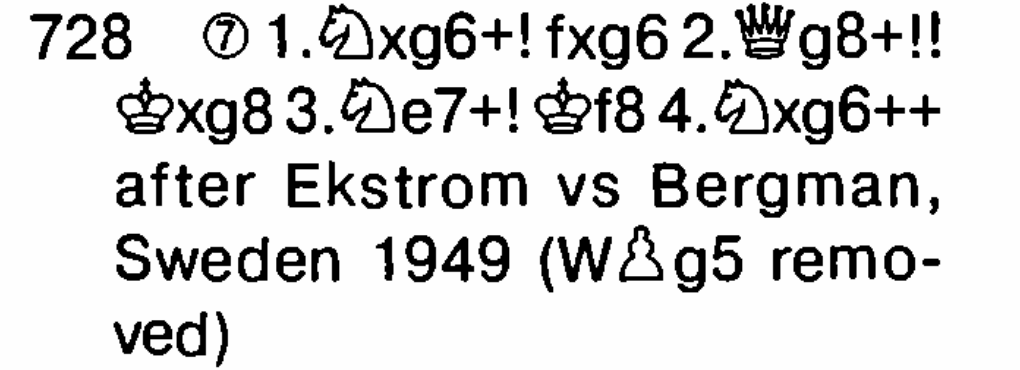 728 ⑦ 1.♘xg6+! fxg6 2.♕g8+!!
♔xg8 3.♘e7+! ♔f8 4.♘xg6++
after Ekstrom vs Bergman,
Sweden 1949 (W♙g5 remo-
ved)